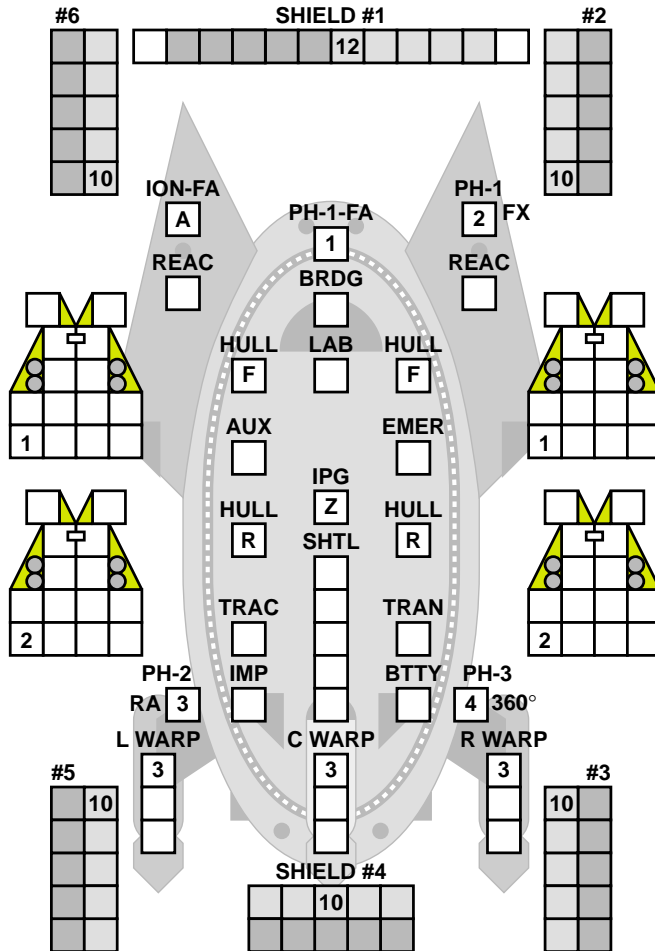 #6 SHIELD #1 #2
12
10 10
ION-FA PH-1
A PH-1-FA 2 FX
1
REAC REAC
BRDG
HULL LAB HULL
F F
AUX EMER
1 1
IPG
HULL Z HULL
R R
SHTL
TRAC TRAN
2 2
PH-2 IMP BTTY PH-3
RA 3 4 360°
L WARP C WARP R WARP
3 3 3
#5 #3
10 10
SHIELD #4
10